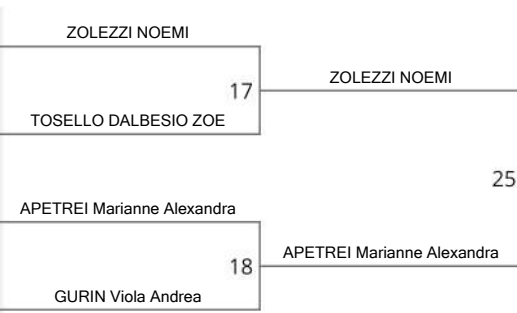 ZOLEZZI NOEMI
17
ZOLEZZI NOEMI
TOSELLO DALBESIO ZOE
25
APETREI Marianne Alexandra
18
APETREI Marianne Alexandra
GURIN Viola Andrea